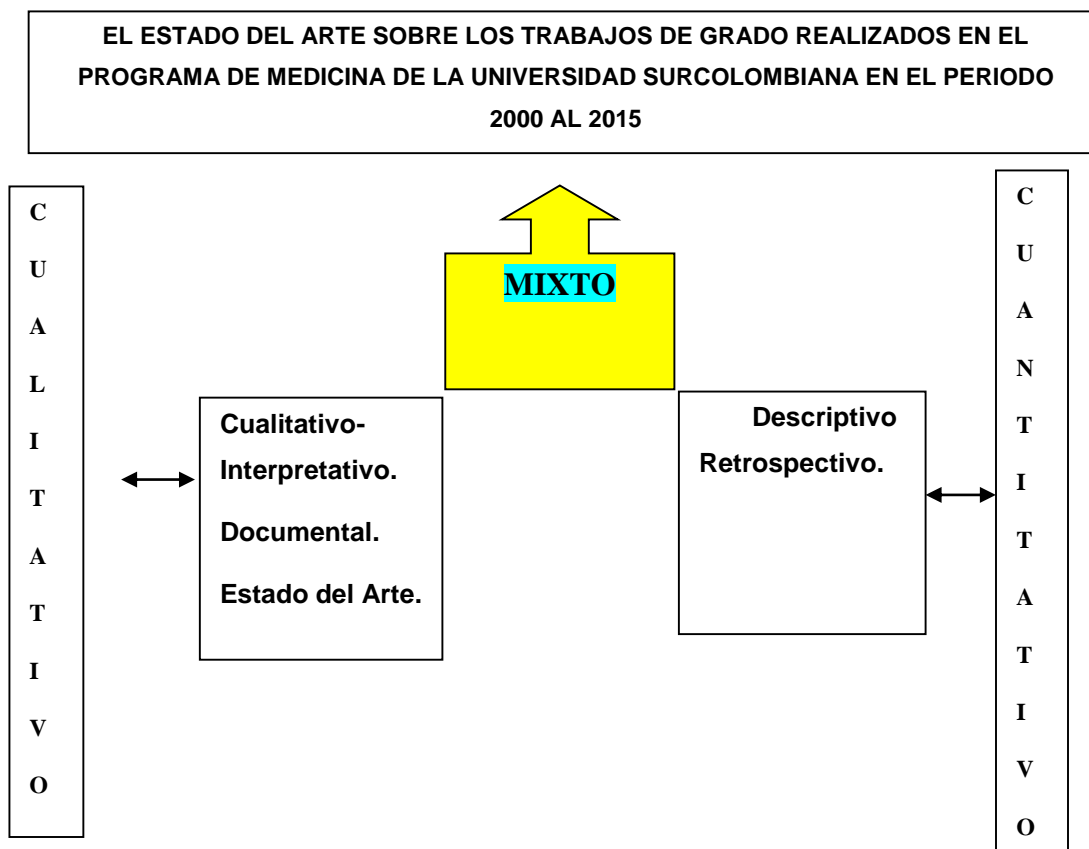 EL ESTADO DEL ARTE SOBRE LOS TRABAJOS DE GRADO REALIZADOS EN EL
PROGRAMA DE MEDICINA DE LA UNIVERSIDAD SURCOLOMBIANA EN EL PERIODO
2000 AL 2015
C
U
A
L
I
T
A
T
I
V
O
MIXTO
Cualitativo-
Interpretativo.
Documental.
Estado del Arte.
Descriptivo
Retrospectivo.
C
U
A
N
T
I
T
A
T
I
V
O